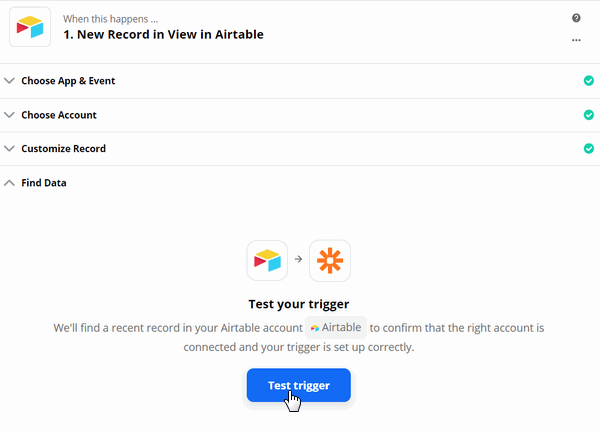 When this happens ...
1. New Record in View in Airtable
Choose App & Event
Choose Account
Customize Record
Find Data
Test your trigger
We'll find a recent record in your Airtable account Airtable to confirm that the right account is
connected and your trigger is set up correctly.
Test trigger